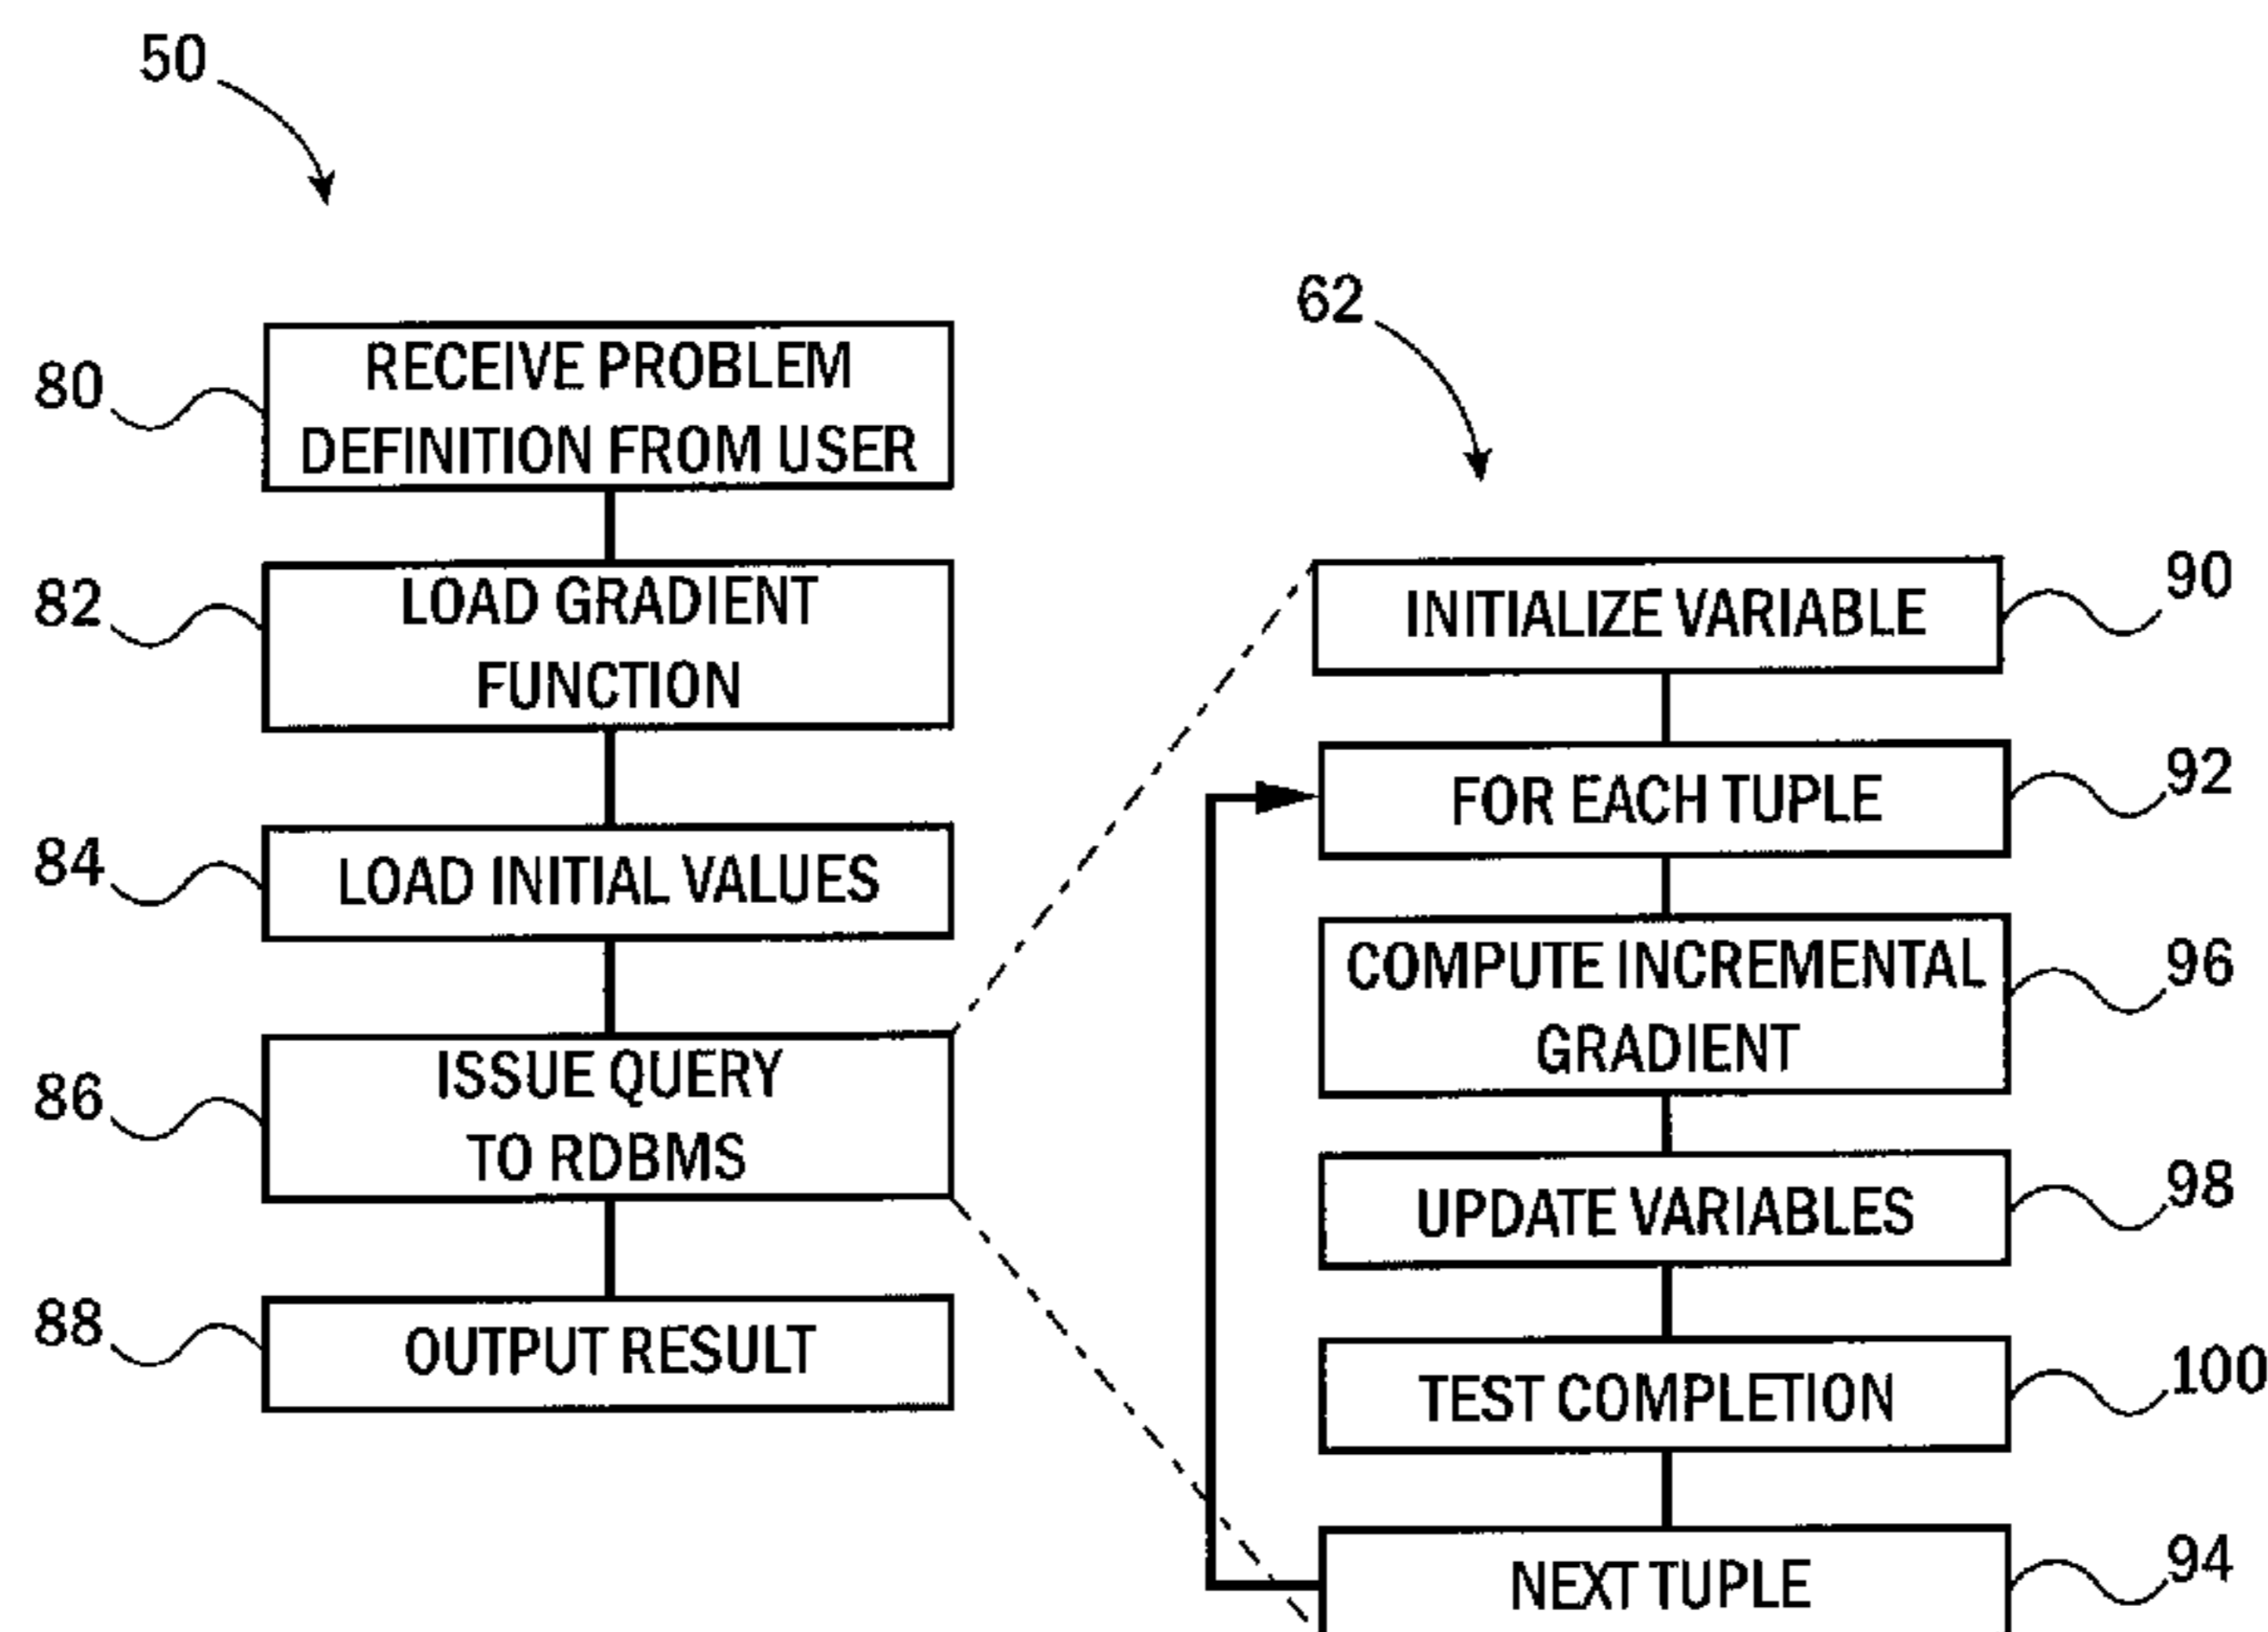 50
80
RECEIVE PROBLEM
DEFINITION FROM USER
82
LOAD GRADIENT
FUNCTION
84
LOAD INITIAL VALUES
86
ISSUE QUERY
TO RDBMS
88
OUTPUT RESULT
62
INITIALIZE VARIABLE
90
FOR EACH TUPLE
92
COMPUTE INCREMENTAL
GRADIENT
96
UPDATE VARIABLES
98
TEST COMPLETION
100
NEXT TUPLE
94